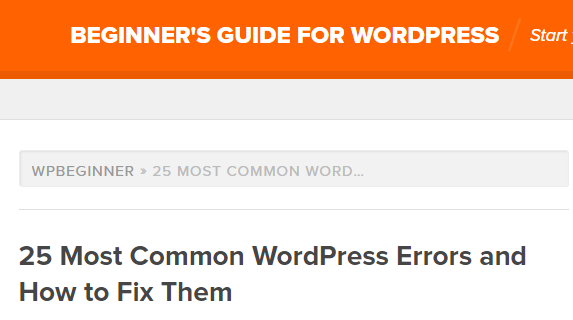 BEGINNER'S GUIDE FOR WORDPRESS / Start
WPBEGINNER » 25 MOST COMMON WORD...
25 Most Common WordPress Errors and
How to Fix Them